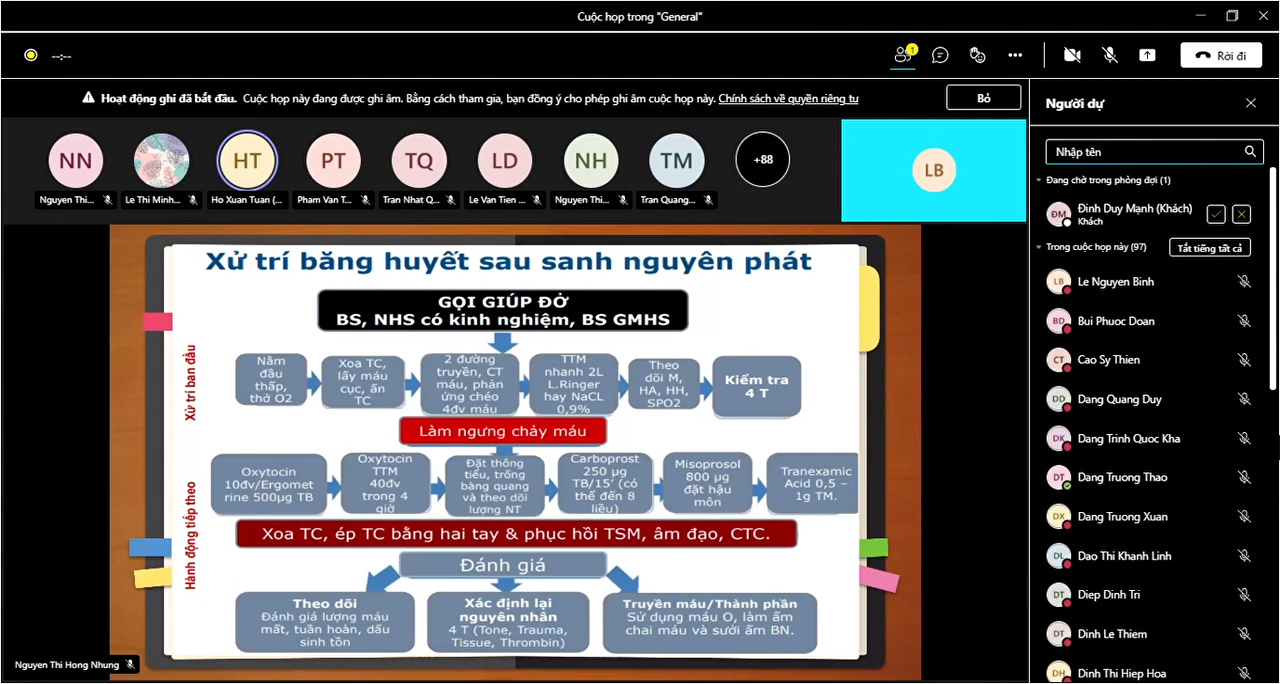 Cuộc họp trong "General"
--:--
1
Rời đi
Hoạt động ghi đã bắt đầu. Cuộc họp này đang được ghi âm. Bằng cách tham gia, bạn đồng ý cho phép ghi âm cuộc họp này. Chính sách về quyền riêng tư
Bỏ
NN
HT
PT
TQ
LD
NH
TM
+88
LB
Nguyen Thi...
Le Thi Minh...
Ho Xuan Tuan (...
Pham Van T...
Tran Nhat Q...
Le Van Tien ...
Nguyen Thi...
Tran Quang...
Xử trí băng huyết sau sanh nguyên phát
GỌI GIÚP ĐỞ
BS, NHS có kinh nghiệm, BS GMHS
Xử trí ban đầu
Nằm
đầu
thấp,
thở O2
Xoa TC,
lấy máu
cục, ấn
TC
2 đường
truyền, CT
máu, phản
ứng chéo
4đv máu
TTM
nhanh 2L
L.Ringer
hay NaCL
0,9%
Theo
dõi M,
HA, HH,
SPO2
Kiểm tra
4 T
Làm ngưng chảy máu
Hành động tiếp theo
Oxytocin
10đv/Ergomet
rine 500µg TB
Oxytocin
TTM
40đv
trong 4
giờ
Đặt thông
tiểu, trống
bàng quang
và theo dõi
lượng NT
Carboprost
250 µg
TB/15' (có
thể đến 8
liều)
Misoprosol
800 µg
đặt hậu
môn
Tranexamic
Acid 0,5 –
1g TM.
Xoa TC, ép TC bằng hai tay & phục hồi TSM, âm đạo, CTC.
Đánh giá
Theo dõi
Đánh giá lượng máu
mất, tuần hoàn, dấu
sinh tồn
Xác định lại
nguyên nhân
4 T (Tone, Trauma,
Tissue, Thrombin)
Truyền máu/Thành phần
Sử dụng máu O, làm ấm
chai máu và sưởi ấm BN.
Nguyen Thi Hong Nhung
Người dự
Nhập tên
Đang chờ trong phòng đợi (1)
ĐM
Đinh Duy Mạnh (Khách)
Khách
Trong cuộc họp này (97)
Tắt tiếng tất cả
LB
Le Nguyen Binh
BD
Bui Phuoc Doan
CT
Cao Sy Thien
DD
Dang Quang Duy
DK
Dang Trinh Quoc Kha
DT
Dang Truong Thao
DX
Dang Truong Xuan
DL
Dao Thi Khanh Linh
DT
Diep Dinh Tri
DT
Dinh Le Thiem
DH
Dinh Thi Hiep Hoa